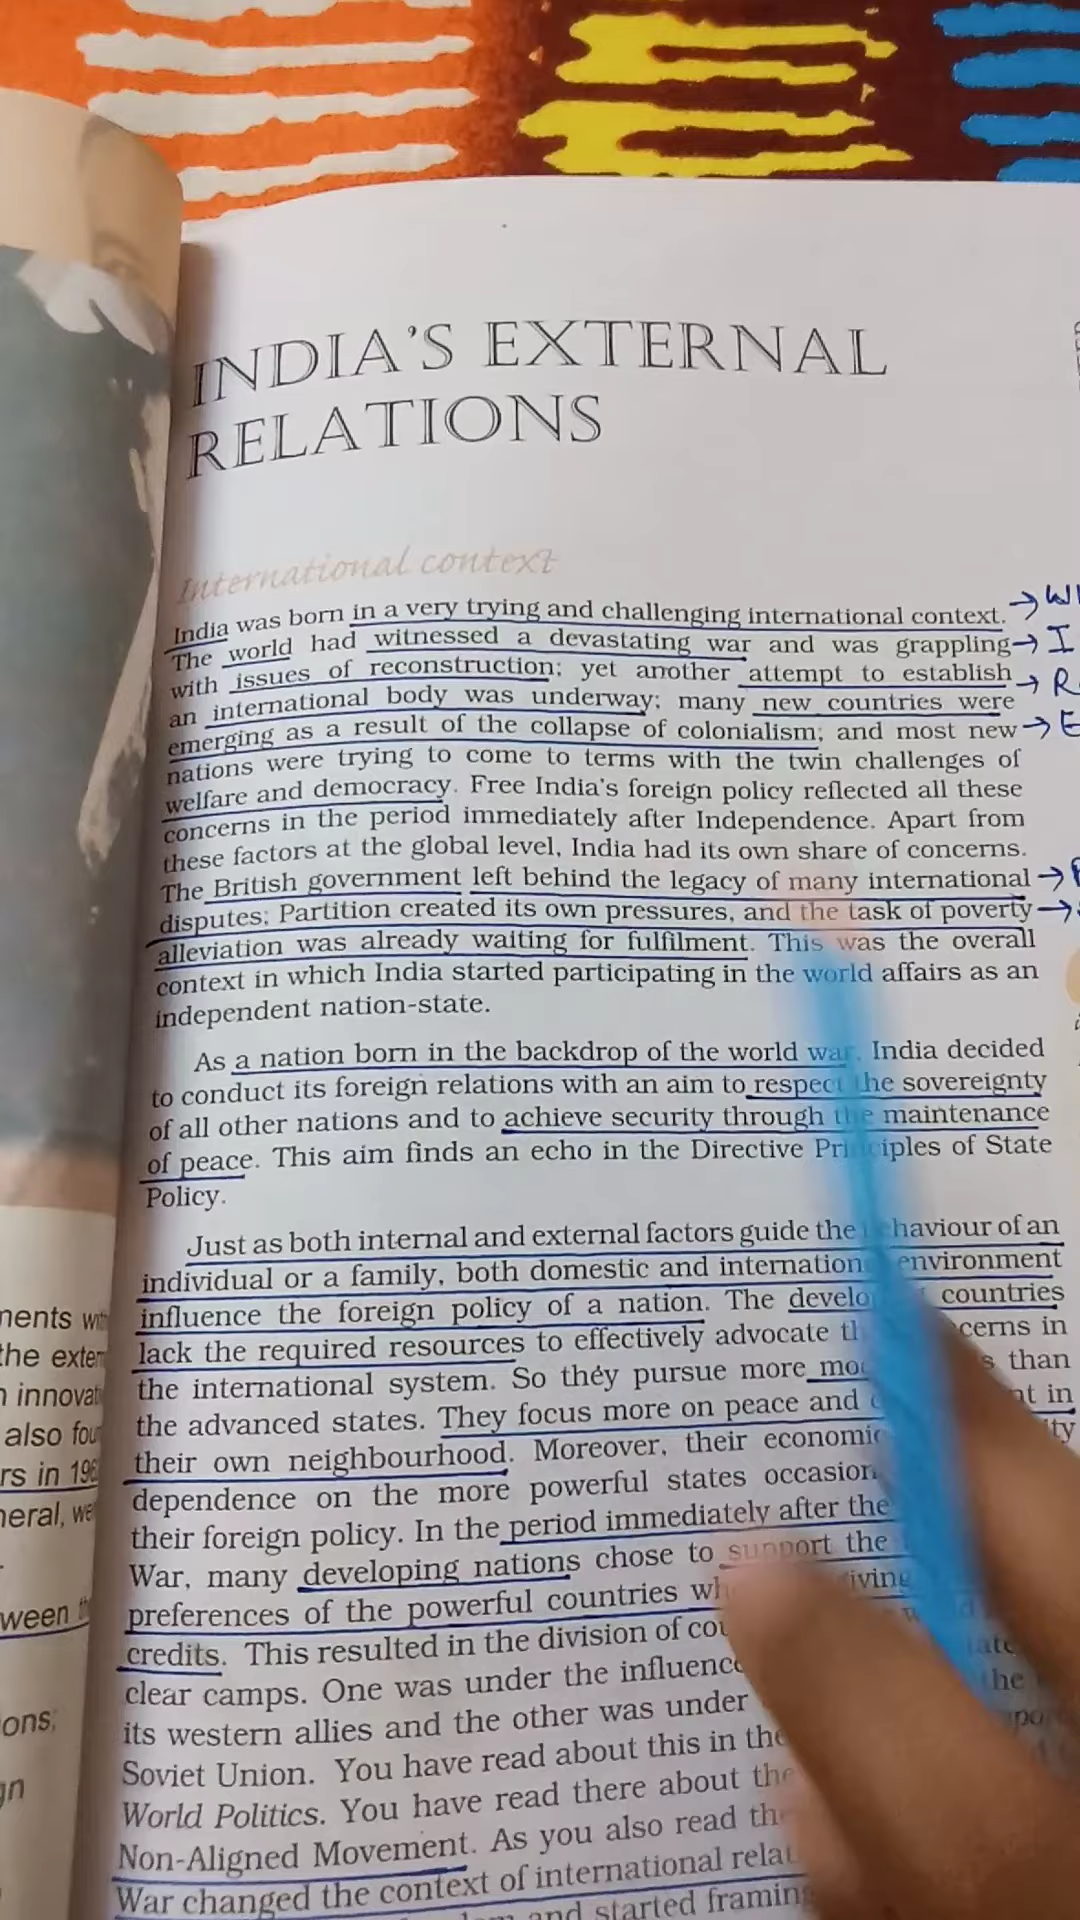 INDIA'S EXTERNAL
RELATIONS
International context
India was born in a very trying and challenging international context.
The world had witnessed a devastating war and was grappling
with issues of reconstruction; yet another attempt to establish
an international body was underway; many new countries were
emerging as a result of the collapse of colonialism; and most new
nations were trying to come to terms with the twin challenges of
welfare and democracy. Free India's foreign policy reflected all these
concerns in the period immediately after Independence. Apart from
these factors at the global level, India had its own share of concerns.
The British government left behind the legacy of many international
disputes; Partition created its own pressures, and the task of poverty
alleviation was already waiting for fulfilment. This was the overall
context in which India started participating in the world affairs as an
independent nation-state.
As a nation born in the backdrop of the world war, India decided
to conduct its foreign relations with an aim to respect the sovereignty
of all other nations and to achieve security through the maintenance
of peace. This aim finds an echo in the Directive Principles of State
Policy.
Just as both internal and external factors guide the behaviour of an
individual or a family, both domestic and international environment
influence the foreign policy of a nation. The countries
lack the required resources to effectively advocate in
the international system. So they pursue more than
the advanced states. They focus more on peace and in
their own neighbourhood. Moreover, their economic
dependence on the more powerful states
their foreign policy. In the period immediately after the
War, many developing nations chose to support the
preferences of the powerful countries
credits. This resulted in the division of
clear camps. One was under the influence
its western allies and the other was under
Soviet Union. You have read about this in the
World Politics. You have read there about the
Non-Aligned Movement. As you also read
War changed the context of international
and started framing
the
also
in
ween
ons;